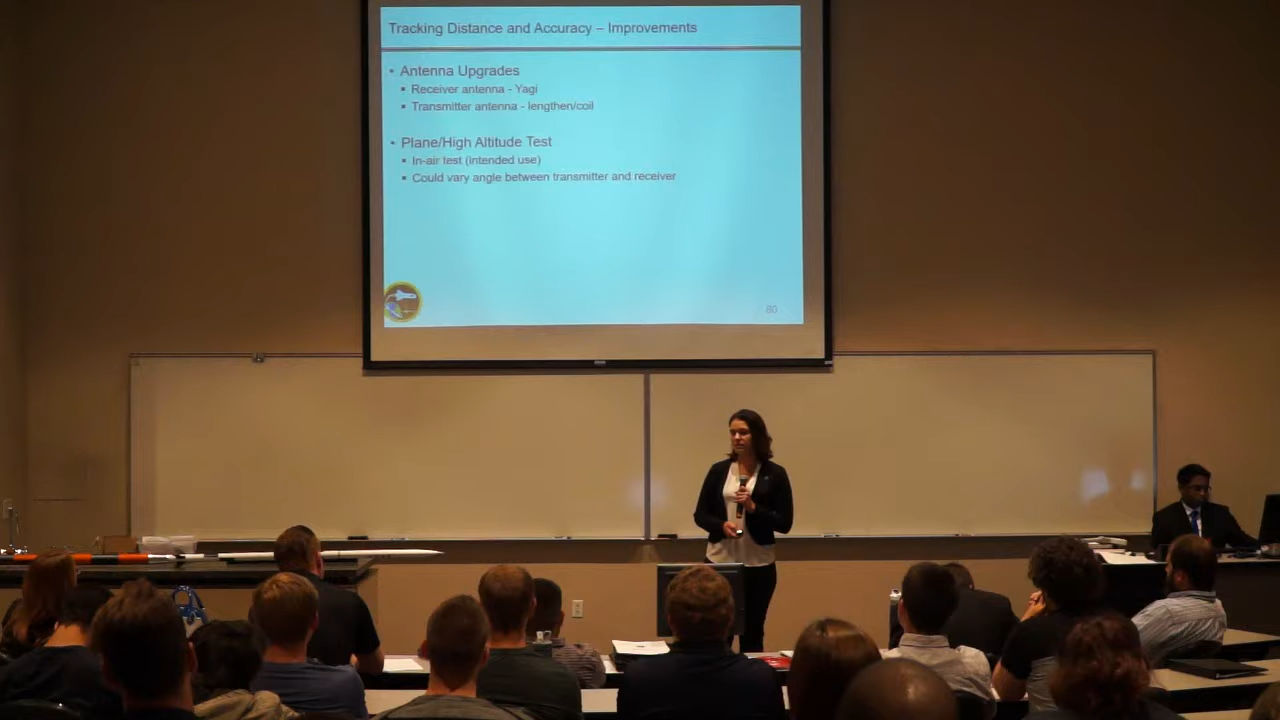 Tracking Distance and Accuracy – Improvements
• Antenna Upgrades
▪ Receiver antenna - Yagi
▪ Transmitter antenna - lengthen/coil
• Plane/High Altitude Test
▪ In-air test (intended use)
▪ Could vary angle between transmitter and receiver
80